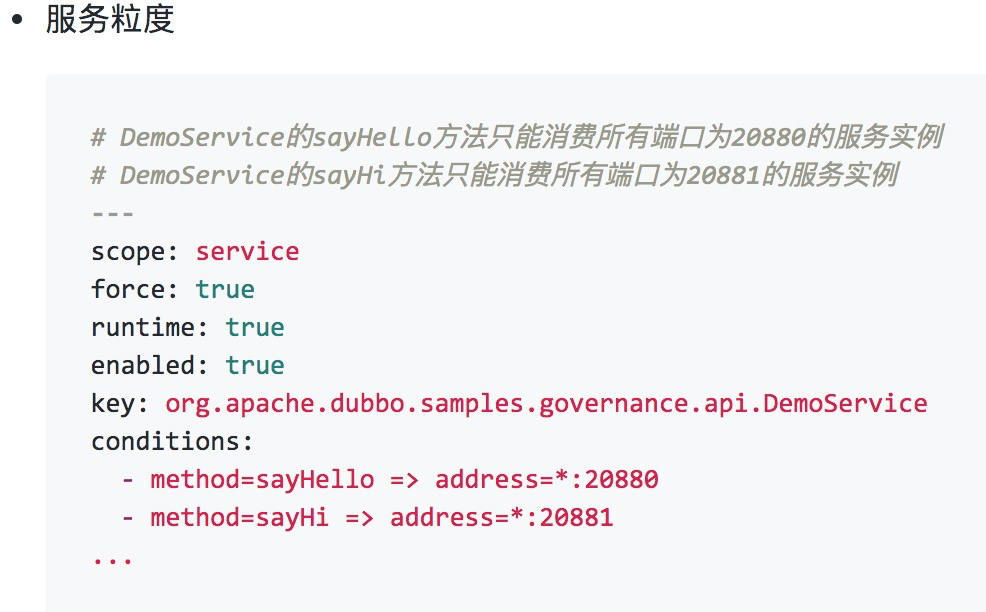 • 服务粒度
# DemoService的sayHello方法只能消费所有端口为20880的服务实例
# DemoService的sayHi方法只能消费所有端口为20881的服务实例
---
scope: service
force: true
runtime: true
enabled: true
key: org.apache.dubbo.samples.governance.api.DemoService
conditions:
  - method=sayHello => address=*:20880
  - method=sayHi => address=*:20881
...